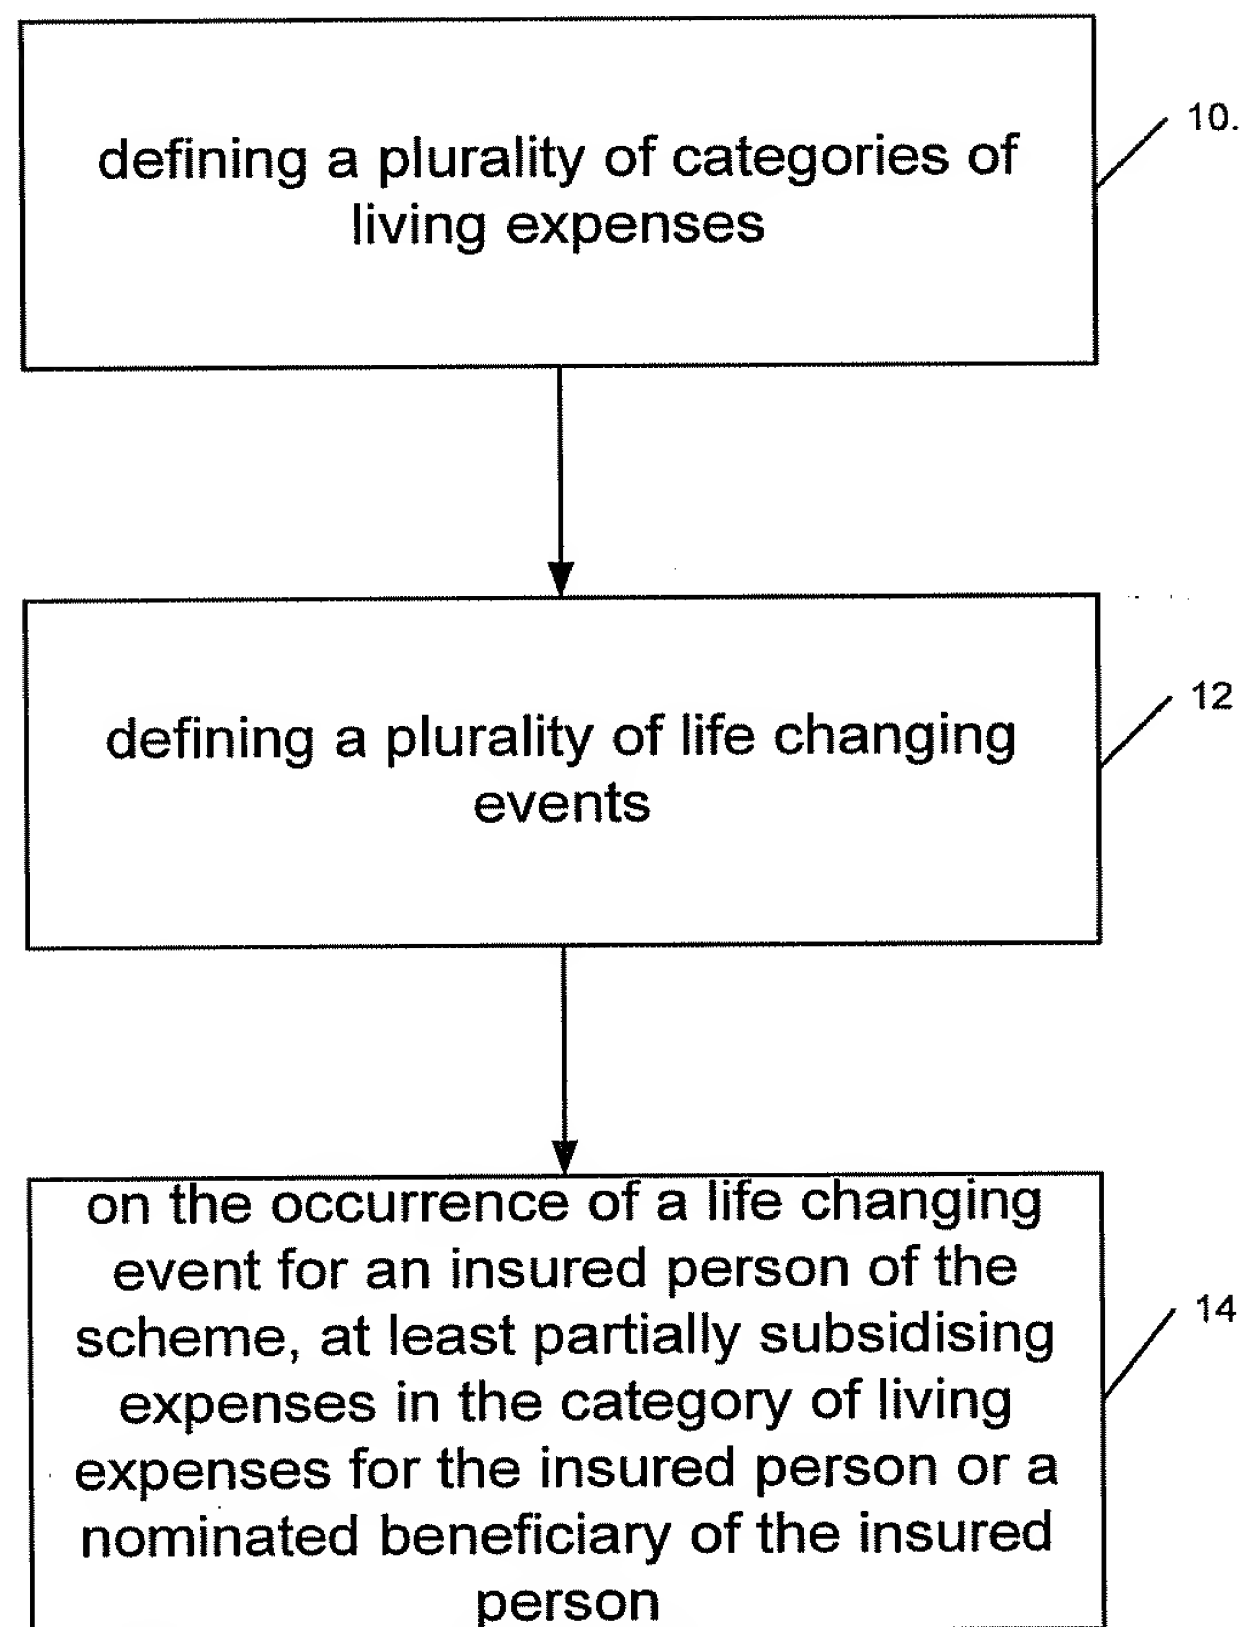 defining a plurality of categories of
living expenses
10.
defining a plurality of life changing
events
12
on the occurrence of a life changing
event for an insured person of the
scheme, at least partially subsidising
expenses in the category of living
expenses for the insured person or a
nominated beneficiary of the insured
person
14